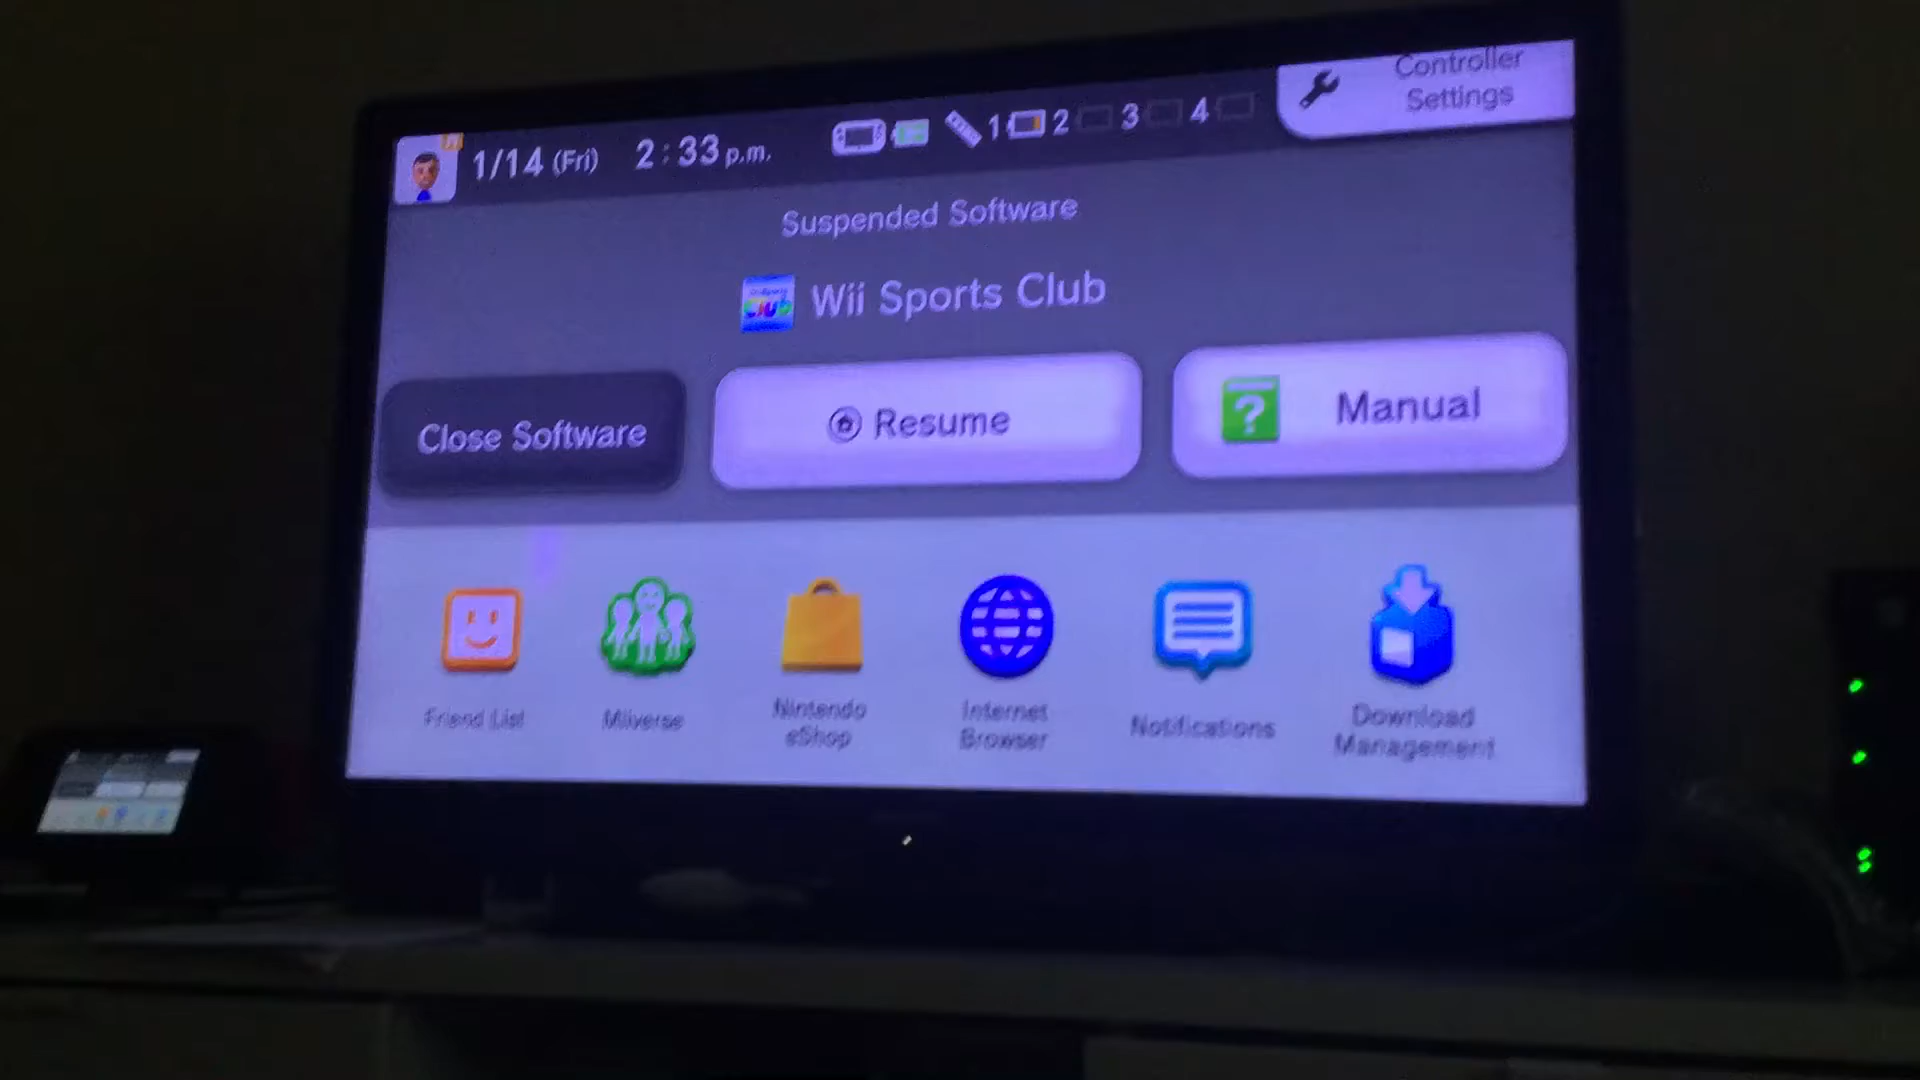 Controller
Settings
1/14 (Fri) 2:33 p.m. 1 2 3 4
Suspended Software
Club
Wii Sports Club
Close Software
Resume
? Manual
Friend List
Miiverse
Nintendo
eShop
Internet
Browser
Notifications
Download
Management